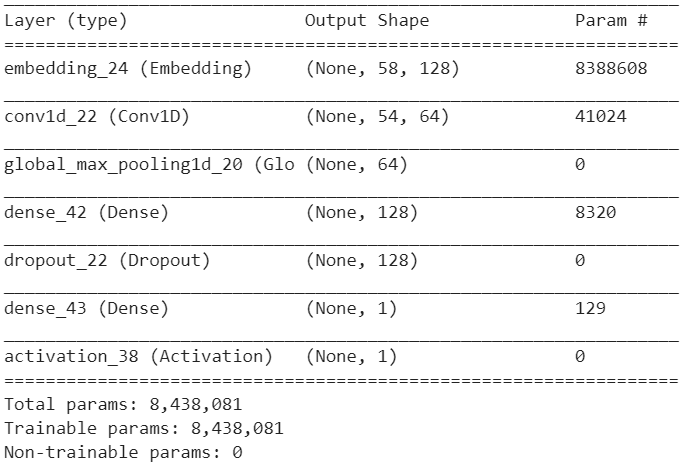 _________________________________________________________________
Layer (type)                 Output Shape              Param #
=================================================================
embedding_24 (Embedding)     (None, 58, 128)           8388608
_________________________________________________________________
conv1d_22 (Conv1D)           (None, 54, 64)            41024
_________________________________________________________________
global_max_pooling1d_20 (Glo (None, 64)                0
_________________________________________________________________
dense_42 (Dense)             (None, 128)               8320
_________________________________________________________________
dropout_22 (Dropout)         (None, 128)               0
_________________________________________________________________
dense_43 (Dense)             (None, 1)                 129
_________________________________________________________________
activation_38 (Activation)   (None, 1)                 0
=================================================================
Total params: 8,438,081
Trainable params: 8,438,081
Non-trainable params: 0